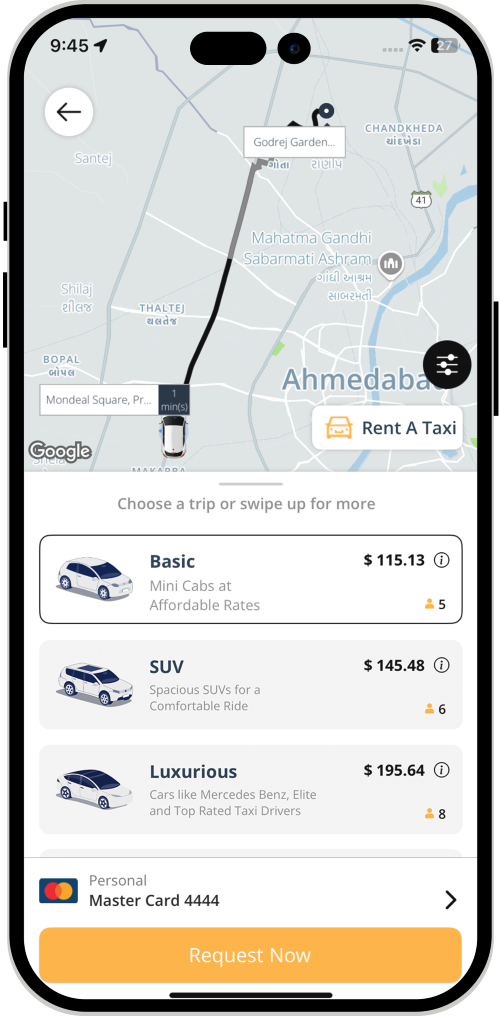 9:45
27
Godrej Garden...
CHANDKHEDA
ચાંદખેડા
Santej
ગોતા
રાણીપ
41
Mahatma Gandhi
Sabarmati Ashram
ગાંધી આશ્રમ
સાબરમતી
Shilaj
શીલજ
THALTEJ
થલતેજ
BOPAL
બોપલ
Ahmedabad
Mondeal Square, Pr...
1
min(s)
Rent A Taxi
Google
Shela
MAKARBA
Choose a trip or swipe up for more
Basic
$ 115.13
Mini Cabs at
Affordable Rates
5
SUV
$ 145.48
Spacious SUVs for a
Comfortable Ride
6
Luxurious
$ 195.64
Cars like Mercedes Benz, Elite
and Top Rated Taxi Drivers
8
Personal
Master Card 4444
Request Now